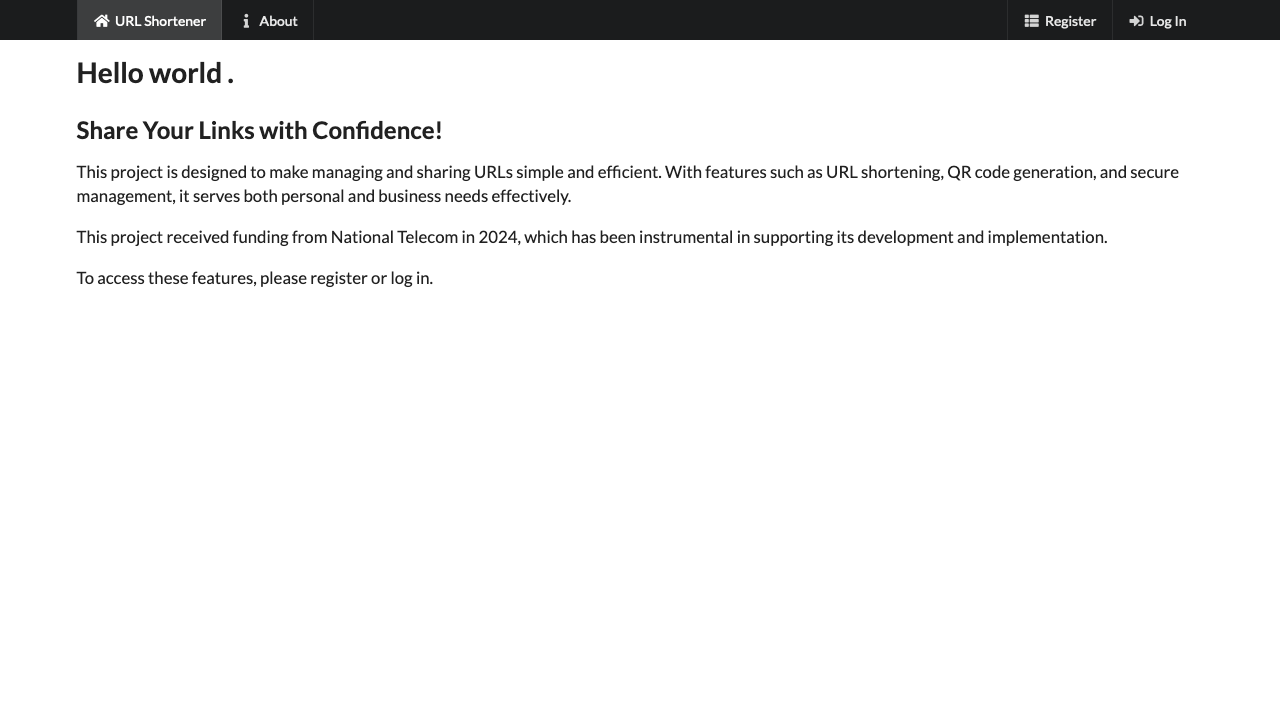 URL Shortener
About
Register
Log In
Hello world .
Share Your Links with Confidence!
This project is designed to make managing and sharing URLs simple and efficient. With features such as URL shortening, QR code generation, and secure
management, it serves both personal and business needs effectively.
This project received funding from National Telecom in 2024, which has been instrumental in supporting its development and implementation.
To access these features, please register or log in.